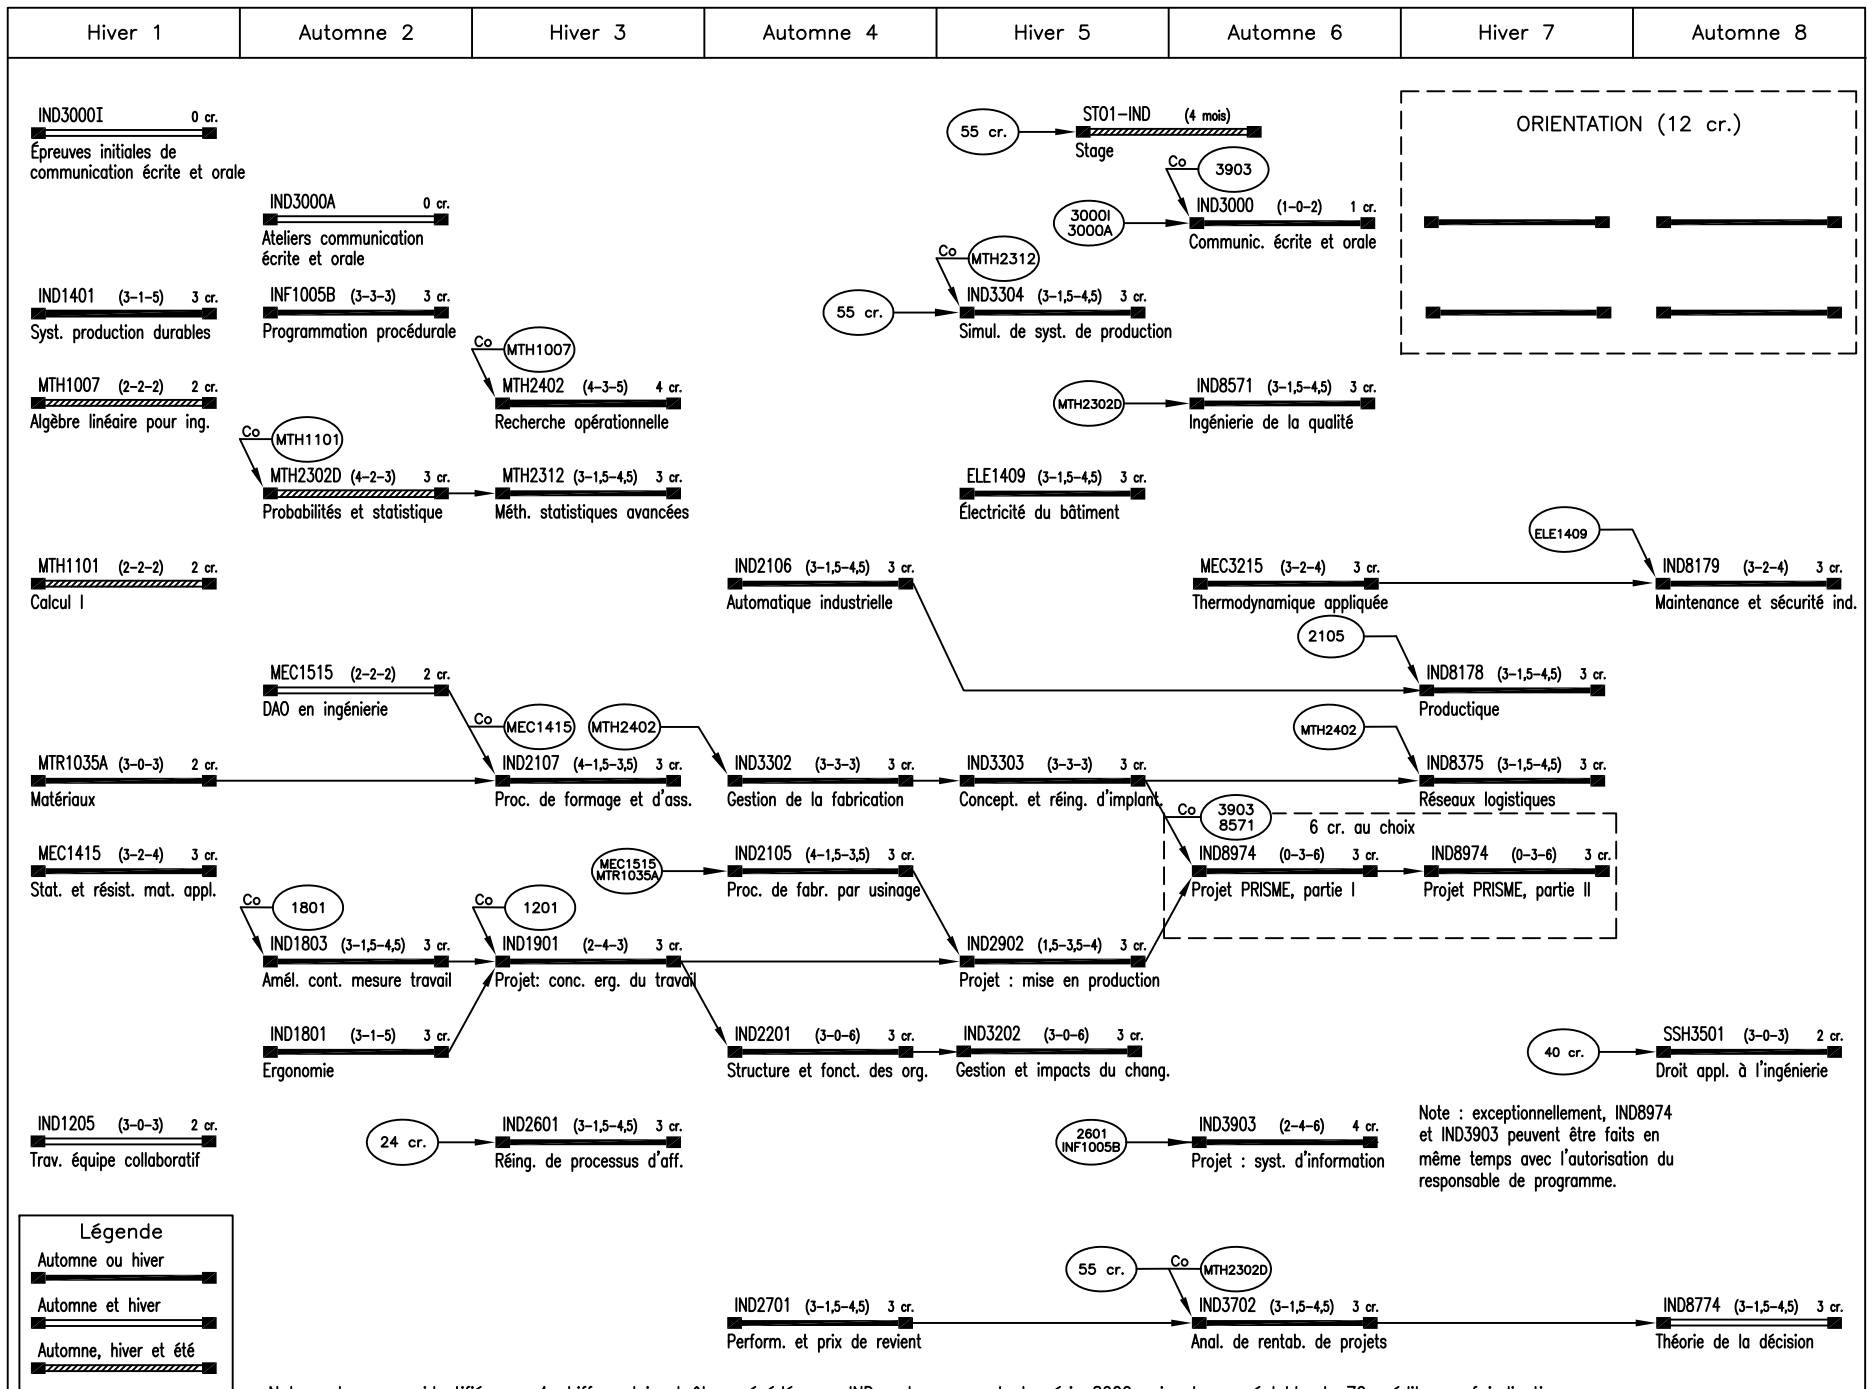 Hiver 1
Automne 2
Hiver 3
Automne 4
Hiver 5
Automne 6
Hiver 7
Automne 8
IND3000I 0 cr.
Épreuves initiales de
communication écrite et orale
IND1401 (3-1-5) 3 cr.
Syst. production durables
MTH1007 (2-2-2) 2 cr.
Algèbre linéaire pour ing.
MTH1101 (2-2-2) 2 cr.
Calcul I
MTR1035A (3-0-3) 2 cr.
Matériaux
MEC1415 (3-2-4) 3 cr.
Stat. et résist. mat. appl.
IND1205 (3-0-3) 2 cr.
Trav. équipe collaboratif
IND3000A 0 cr.
Ateliers communication
écrite et orale
INF1005B (3-3-3) 3 cr.
Programmation procédurale
Co MTH1101
MTH2302D (4-2-3) 3 cr.
Probabilités et statistique
MEC1515 (2-2-2) 2 cr.
DAO en ingénierie
Co 1801
IND1803 (3-1,5-4,5) 3 cr.
Amél. cont. mesure travail
IND1801 (3-1-5) 3 cr.
Ergonomie
Co MTH1007
MTH2402 (4-3-5) 4 cr.
Recherche opérationnelle
MTH2312 (3-1,5-4,5) 3 cr.
Méth. statistiques avancées
Co MEC1415
IND2107 (4-1,5-3,5) 3 cr.
Proc. de formage et d'ass.
Co 1201
IND1901 (2-4-3) 3 cr.
Projet: conc. erg. du travail
24 cr.
IND2601 (3-1,5-4,5) 3 cr.
Réing. de processus d'aff.
IND2106 (3-1,5-4,5) 3 cr.
Automatique industrielle
MTH2402
IND3302 (3-3-3) 3 cr.
Gestion de la fabrication
MEC1515
MTR1035A
IND2105 (4-1,5-3,5) 3 cr.
Proc. de fabr. par usinage
IND2201 (3-0-6) 3 cr.
Structure et fonct. des org.
IND2701 (3-1,5-4,5) 3 cr.
Perform. et prix de revient
55 cr.
ST01-IND (4 mois)
Stage
Co MTH2312
55 cr.
IND3304 (3-1,5-4,5) 3 cr.
Simul. de syst. de production
ELE1409 (3-1,5-4,5) 3 cr.
Électricité du bâtiment
IND3303 (3-3-3) 3 cr.
Concept. et réing. d'implant.
IND2902 (1,5-3,5-4) 3 cr.
Projet : mise en production
IND3202 (3-0-6) 3 cr.
Gestion et impacts du chang.
Co 3903
3000I
3000A
IND3000 (1-0-2) 1 cr.
Communic. écrite et orale
MTH2302D
IND8571 (3-1,5-4,5) 3 cr.
Ingénierie de la qualité
MEC3215 (3-2-4) 3 cr.
Thermodynamique appliquée
Co 3903
8571
6 cr. au choix
IND8974 (0-3-6) 3 cr.
Projet PRISME, partie I
2601
INF1005B
IND3903 (2-4-6) 4 cr.
Projet : syst. d'information
55 cr. Co MTH2302D
IND3702 (3-1,5-4,5) 3 cr.
Anal. de rentab. de projets
ORIENTATION (12 cr.)
2105
IND8178 (3-1,5-4,5) 3 cr.
Productique
MTH2402
IND8375 (3-1,5-4,5) 3 cr.
Réseaux logistiques
IND8974 (0-3-6) 3 cr.
Projet PRISME, partie II
ELE1409
IND8179 (3-2-4) 3 cr.
Maintenance et sécurité ind.
40 cr.
SSH3501 (3-0-3) 2 cr.
Droit appl. à l'ingénierie
Note : exceptionnellement, IND8974
et IND3903 peuvent être faits en
même temps avec l'autorisation du
responsable de programme.
IND8774 (3-1,5-4,5) 3 cr.
Théorie de la décision
Légende
Automne ou hiver
Automne et hiver
Automne, hiver et été